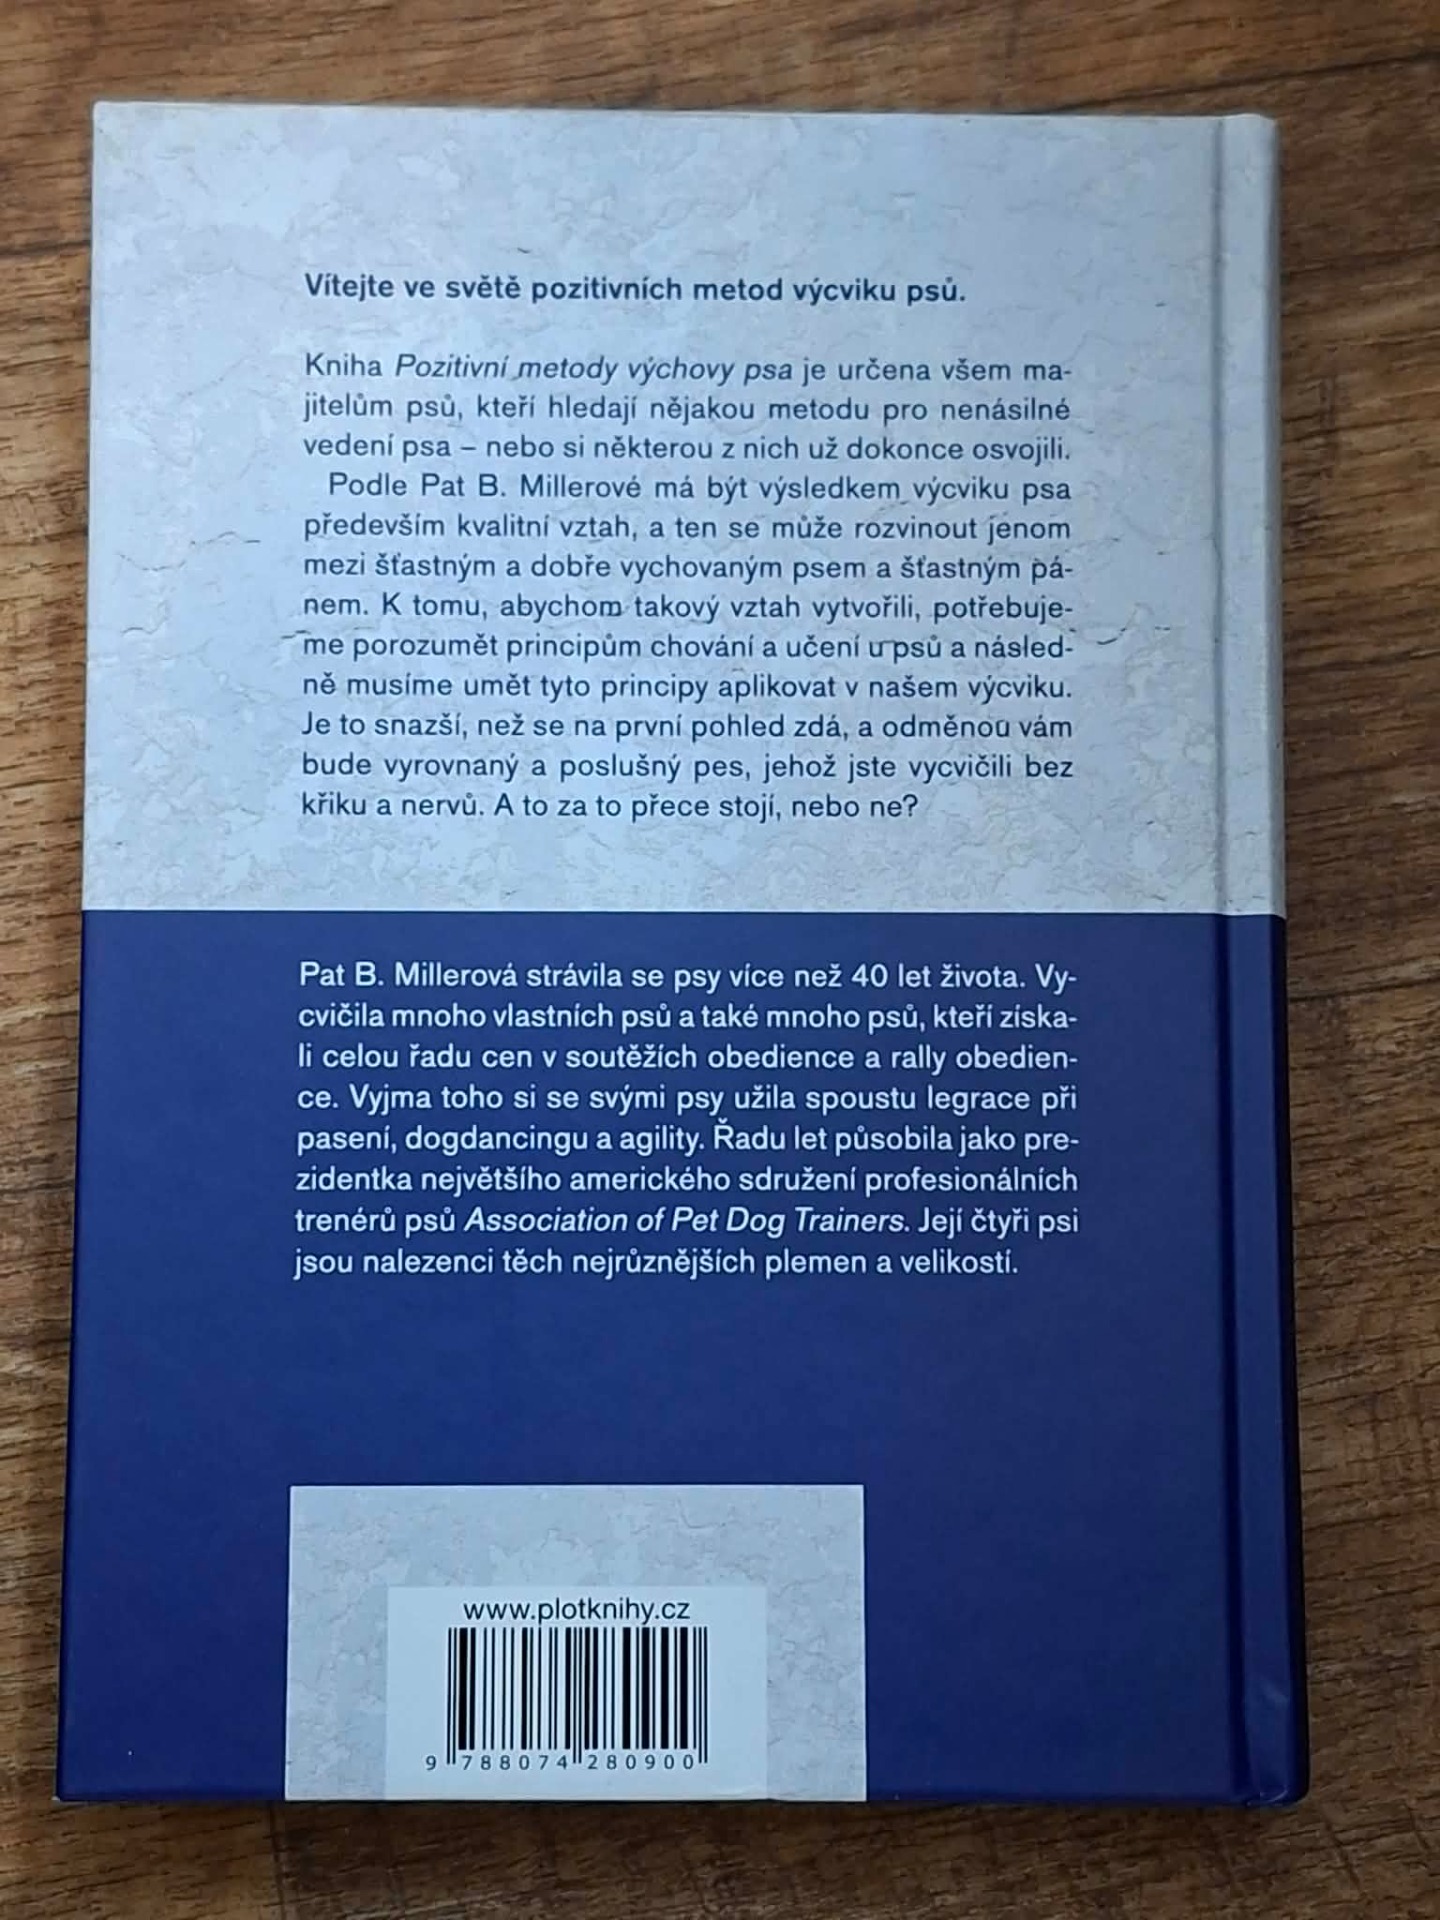 Vítejte ve světě pozitivních metod výcviku psů.
Kniha Pozitivní metody výchovy psa je určena všem ma-
jitelům psů, kteří hledají nějakou metodu pro nenásilné
vedení psa – nebo si některou z nich už dokonce osvojili.
Podle Pat B. Millerové má být výsledkem výcviku psa
především kvalitní vztah, a ten se může rozvinout jenom
mezi šťastným a dobře vychovaným psem a šťastným pá-
nem. K tomu, abychom takový vztah vytvořili, potřebuje-
me porozumět principům chování a učení u psů a násled-
ně musíme umět tyto principy aplikovat v našem výcviku.
Je to snazší, než se na první pohled zdá, a odměnou vám
bude vyrovnaný a poslušný pes, jehož jste vycvičili bez
křiku a nervů. A to za to přece stojí, nebo ne?
Pat B. Millerová strávila se psy více než 40 let života. Vy-
cvičila mnoho vlastních psů a také mnoho psů, kteří získa-
li celou řadu cen v soutěžích obedience a rally obedien-
ce. Vyjma toho si se svými psy užila spoustu legrace při
pasení, dogdancingu a agility. Řadu let působila jako pre-
zidentka největšího amerického sdružení profesionálních
trenérů psů Association of Pet Dog Trainers. Její čtyři psi
jsou nalezenci těch nejrůznějších plemen a velikostí.
www.plotknihy.cz
9 788074 280900